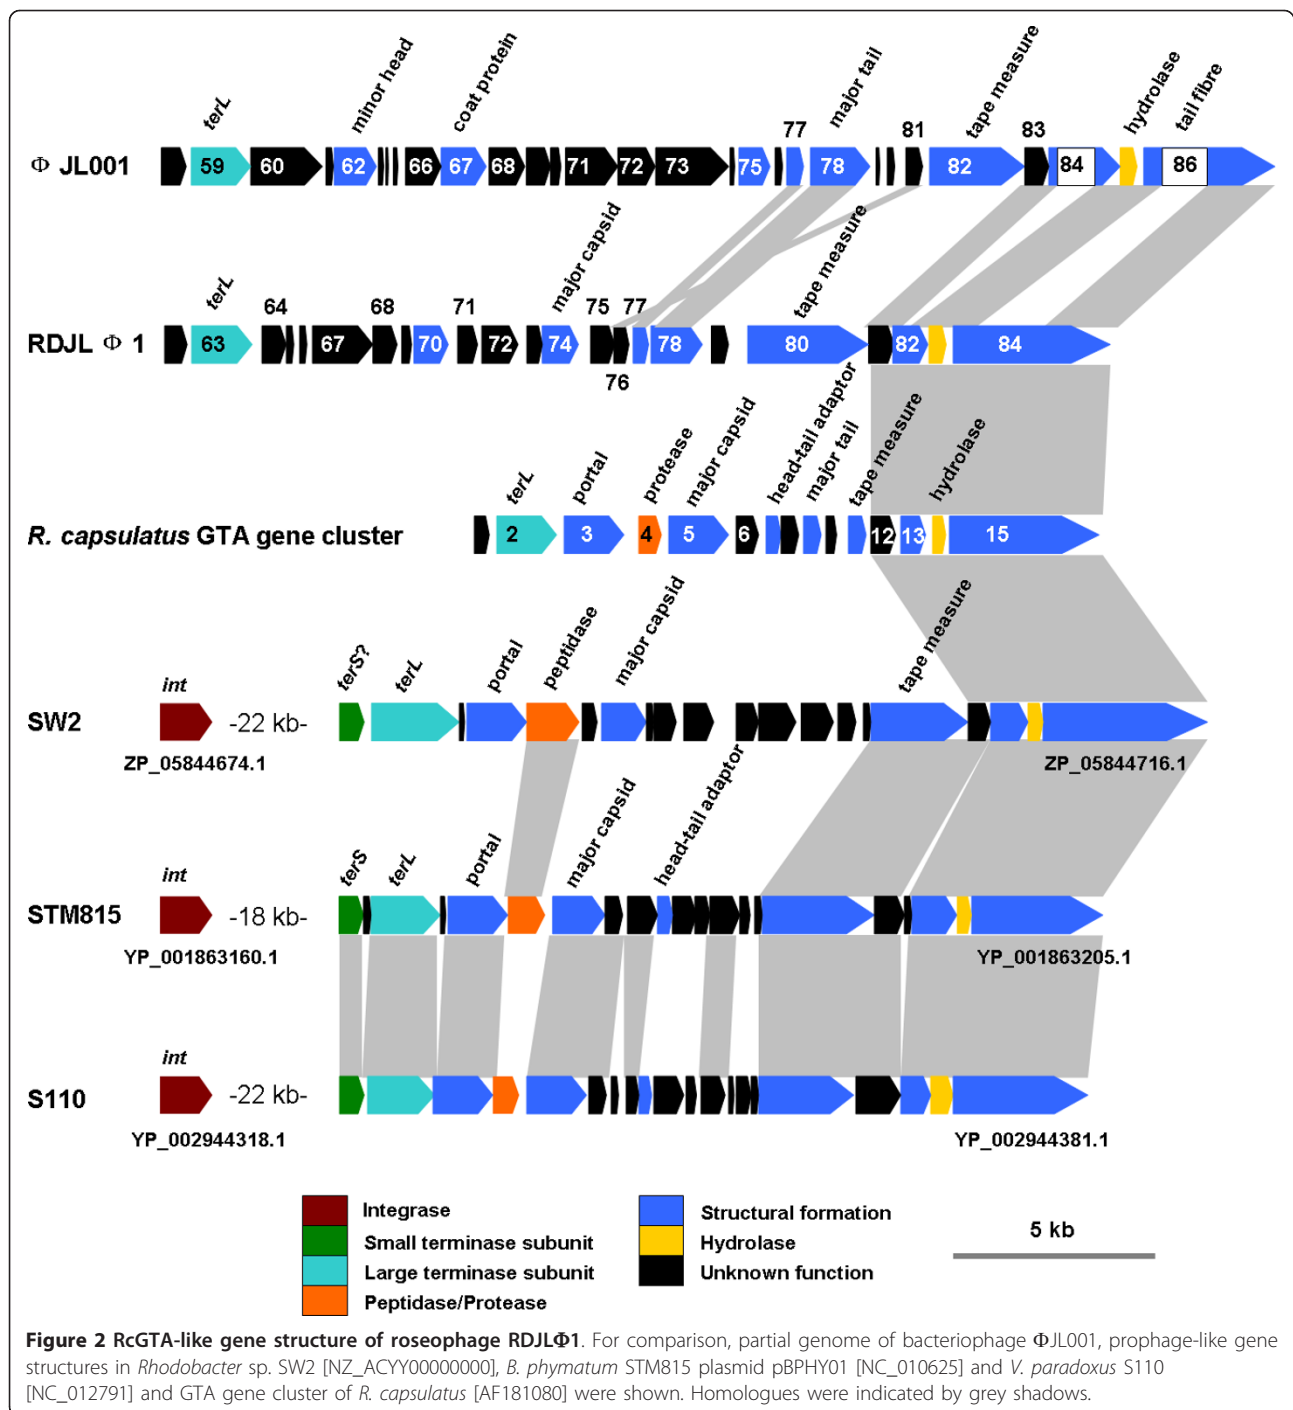 terL minor head coat protein 77 major tail 81 tape measure 83 hydrolase tail fibre
Φ JL001 59 60 62 66 67 68 71 72 73 75 78 82 84 86
terL 64 68 71 major capsid 75 77 tape measure
RDJL Φ 1 63 67 70 72 74 78 80 82 84
76
terL portal protease major capsid head-tail adaptor major tail tape measure hydrolase
R. capsulatus GTA gene cluster 2 3 4 5 6 12 13 15
int terS? terL portal peptidase major capsid tape measure
SW2 -22 kb-
ZP_05844674.1 ZP_05844716.1
int terS terL portal major capsid head-tail adaptor
STM815 -18 kb-
YP_001863160.1 YP_001863205.1
int
S110 -22 kb-
YP_002944318.1 YP_002944381.1
Integrase Structural formation
Small terminase subunit Hydrolase
Large terminase subunit Unknown function
Peptidase/Protease
5 kb
Figure 2 RcGTA-like gene structure of roseophage RDJLΦ1. For comparison, partial genome of bacteriophage ΦJL001, prophage-like gene
structures in Rhodobacter sp. SW2 [NZ_ACYY00000000], B. phymatum STM815 plasmid pBPHY01 [NC_010625] and V. paradoxus S110
[NC_012791] and GTA gene cluster of R. capsulatus [AF181080] were shown. Homologues were indicated by grey shadows.